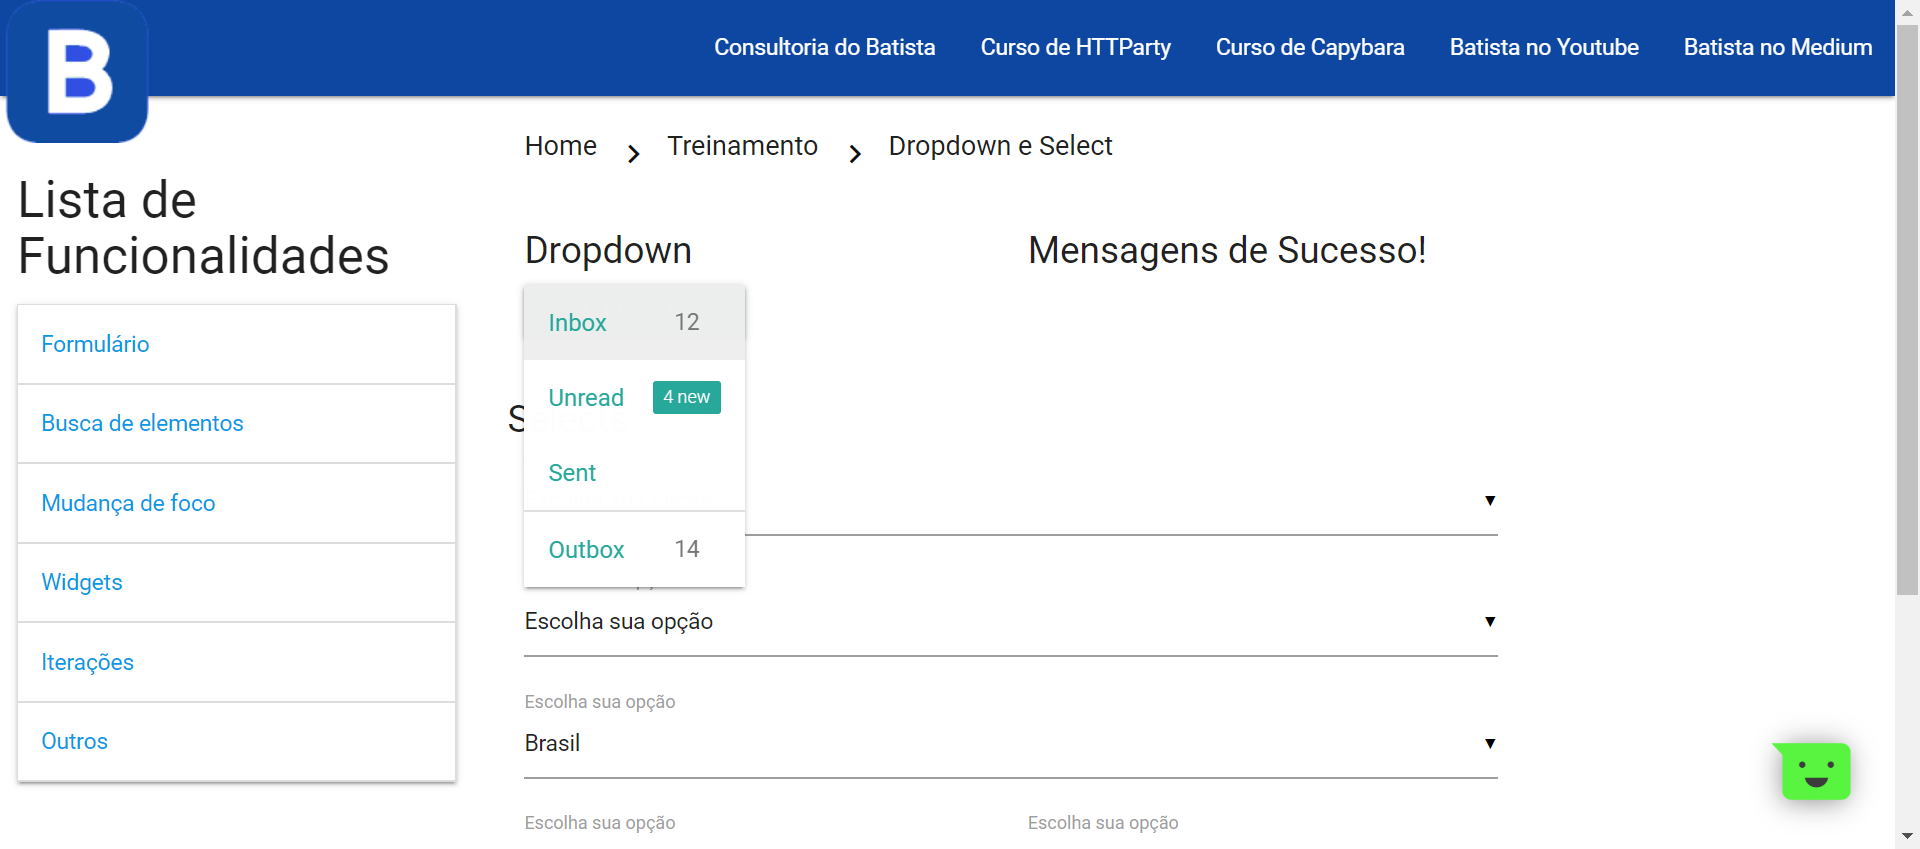 B
Consultoria do Batista
Curso de HTTParty
Curso de Capybara
Batista no Youtube
Batista no Medium
Home
Treinamento
Dropdown e Select
Lista de
Funcionalidades
Formulário
Busca de elementos
Mudança de foco
Widgets
Iterações
Outros
Dropdown
Mensagens de Sucesso!
Inbox 12
Unread 4 new
Sent
Outbox 14
Escolha sua opção
Escolha sua opção
Brasil
Escolha sua opção
Escolha sua opção